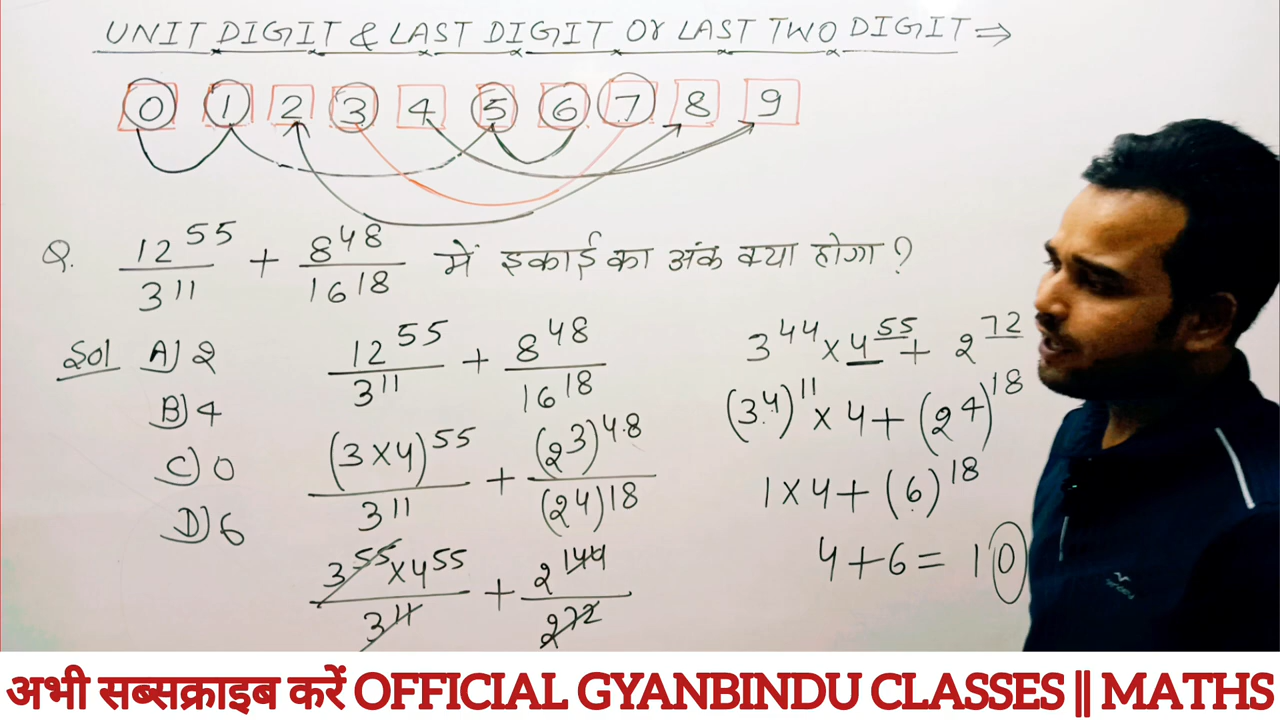 UNIT DIGIT & LAST DIGIT Or LAST TWO DIGIT ⇒
0 1 2 3 4 5 6 7 8 9
Q. 12^55/3^11 + 8^48/16^18 में इकाई का अंक क्या होगा ?
Sol A) 2
B) 4
C) 0
D) 6
12^55/3^11 + 8^48/16^18
(3×4)^55/3^11 + (2^3)^48/(2^4)^18
3^55×4^55/3^11 + 2^144/2^72
3^44 × 4^55 + 2^72
(3^4)^11 × 4 + (2^4)^18
1×4+(6)^18
4+6=10
अभी सब्सक्राइब करें OFFICIAL GYANBINDU CLASSES || MATHS